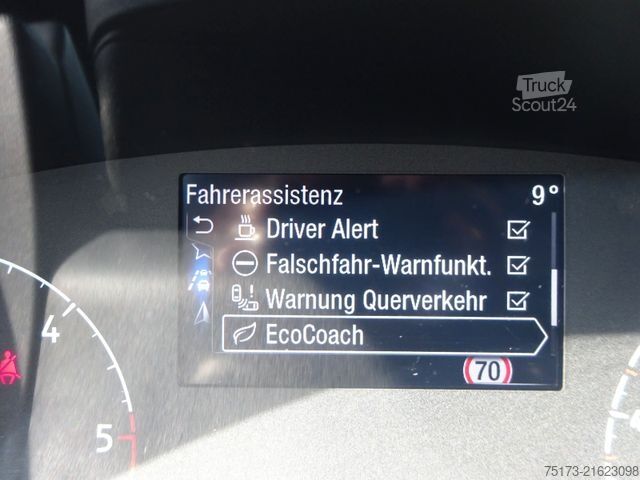 Truck
Scout24
Fahrerassistenz 9°
Driver Alert
Falschfahr-Warnfunkt.
Warnung Querverkehr
EcoCoach
70
4
5
75173-21623098